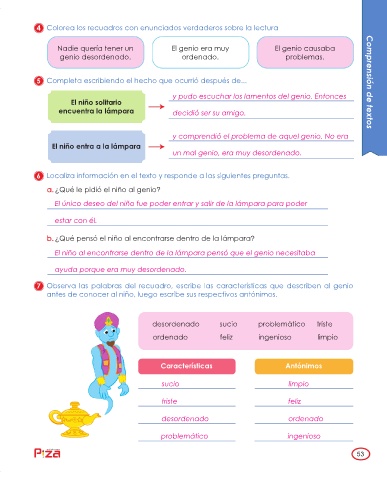 4 Colorea los recuadros con enunciados verdaderos sobre la lectura
Nadie quería tener un
genio desordenado.
El genio era muy
ordenado.
El genio causaba
problemas.
Comprensión de textos
5 Completa escribiendo el hecho que ocurrió después de...
El niño solitario
encuentra la lámpara
y pudo escuchar los lamentos del genio. Entonces
decidió ser su amigo.
El niño entra a la lámpara
y comprendió el problema de aquel genio. No era
un mal genio, era muy desordenado.
6 Localiza información en el texto y responde a las siguientes preguntas.
a. ¿Qué le pidió el niño al genio?
El único deseo del niño fue poder entrar y salir de la lámpara para poder
estar con él.
b. ¿Qué pensó el niño al encontrarse dentro de la lámpara?
El niño al encontrarse dentro de la lámpara pensó que el genio necesitaba
ayuda porque era muy desordenado.
7 Observa las palabras del recuadro, escribe las características que describen al genio
antes de conocer al niño, luego escribe sus respectivos antónimos.
desordenado sucio problemático triste
ordenado feliz ingenioso limpio
Características Antónimos
sucio limpio
triste feliz
desordenado ordenado
problemático ingenioso
Piza
53